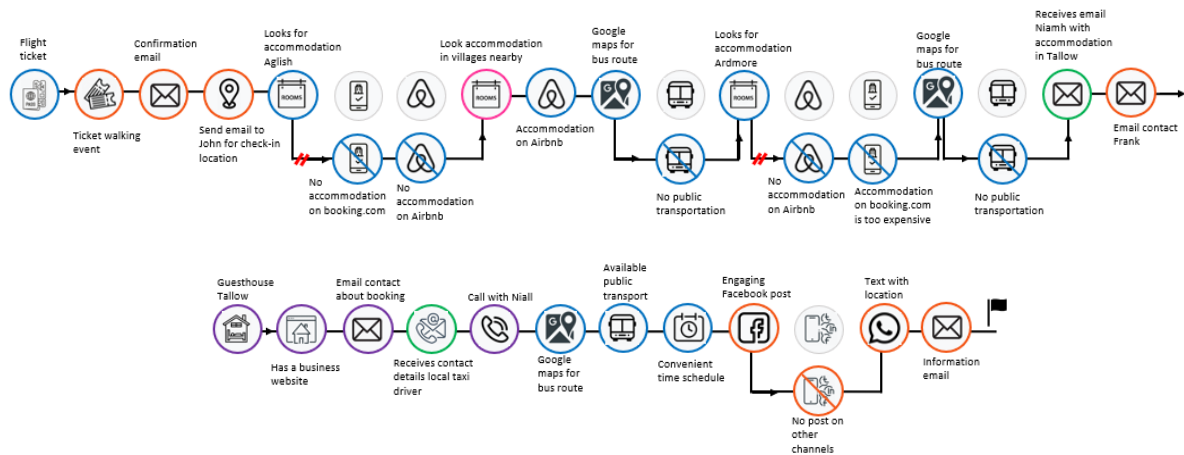 Flight
ticket
Ticket walking
event
Confirmation
email
Send email to
John for check-in
location
Looks for
accommodation
Aglish
ROOMS
No
accommodation
on booking.com
No
accommodation
on Airbnb
Look accommodation
in villages nearby
ROOMS
Accommodation
on Airbnb
Google
maps for
bus route
G
No public
transportation
Looks for
accommodation
Ardmore
ROOMS
No
accommodation
on Airbnb
Accommodation
on booking.com
is too expensive
Google
maps for
bus route
G
No public
transportation
Receives email
Niamh with
accommodation
in Tallow
Email contact
Frank
Guesthouse
Tallow
Has a business
website
Email contact
about booking
Receives contact
details local taxi
driver
Call with Niall
Google
maps for
bus route
G
Available
public
transport
Convenient
time schedule
Engaging
Facebook post
No post on
other
channels
Text with
location
Information
email